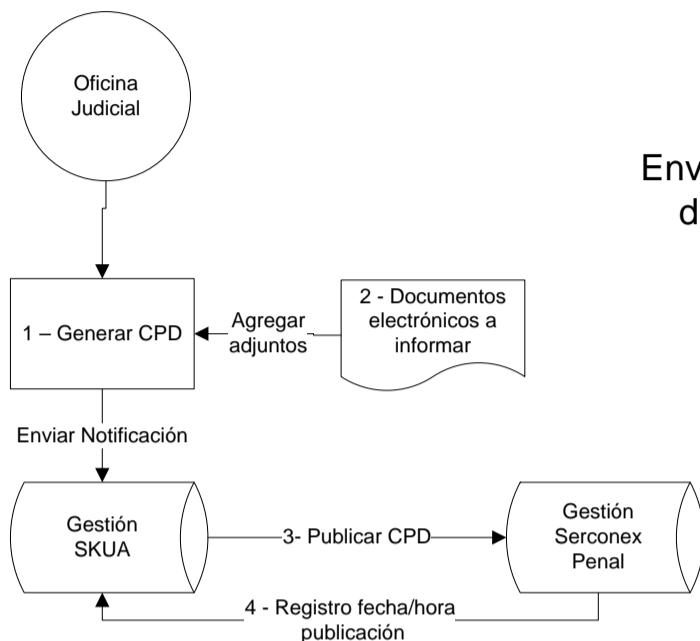 Oficina
Judicial
Env
d
1 – Generar CPD
Agregar
adjuntos
2 - Documentos
electrónicos a
informar
Enviar Notificación
Gestión
SKUA
3- Publicar CPD
Gestión
Serconex
Penal
4 - Registro fecha/hora
publicación